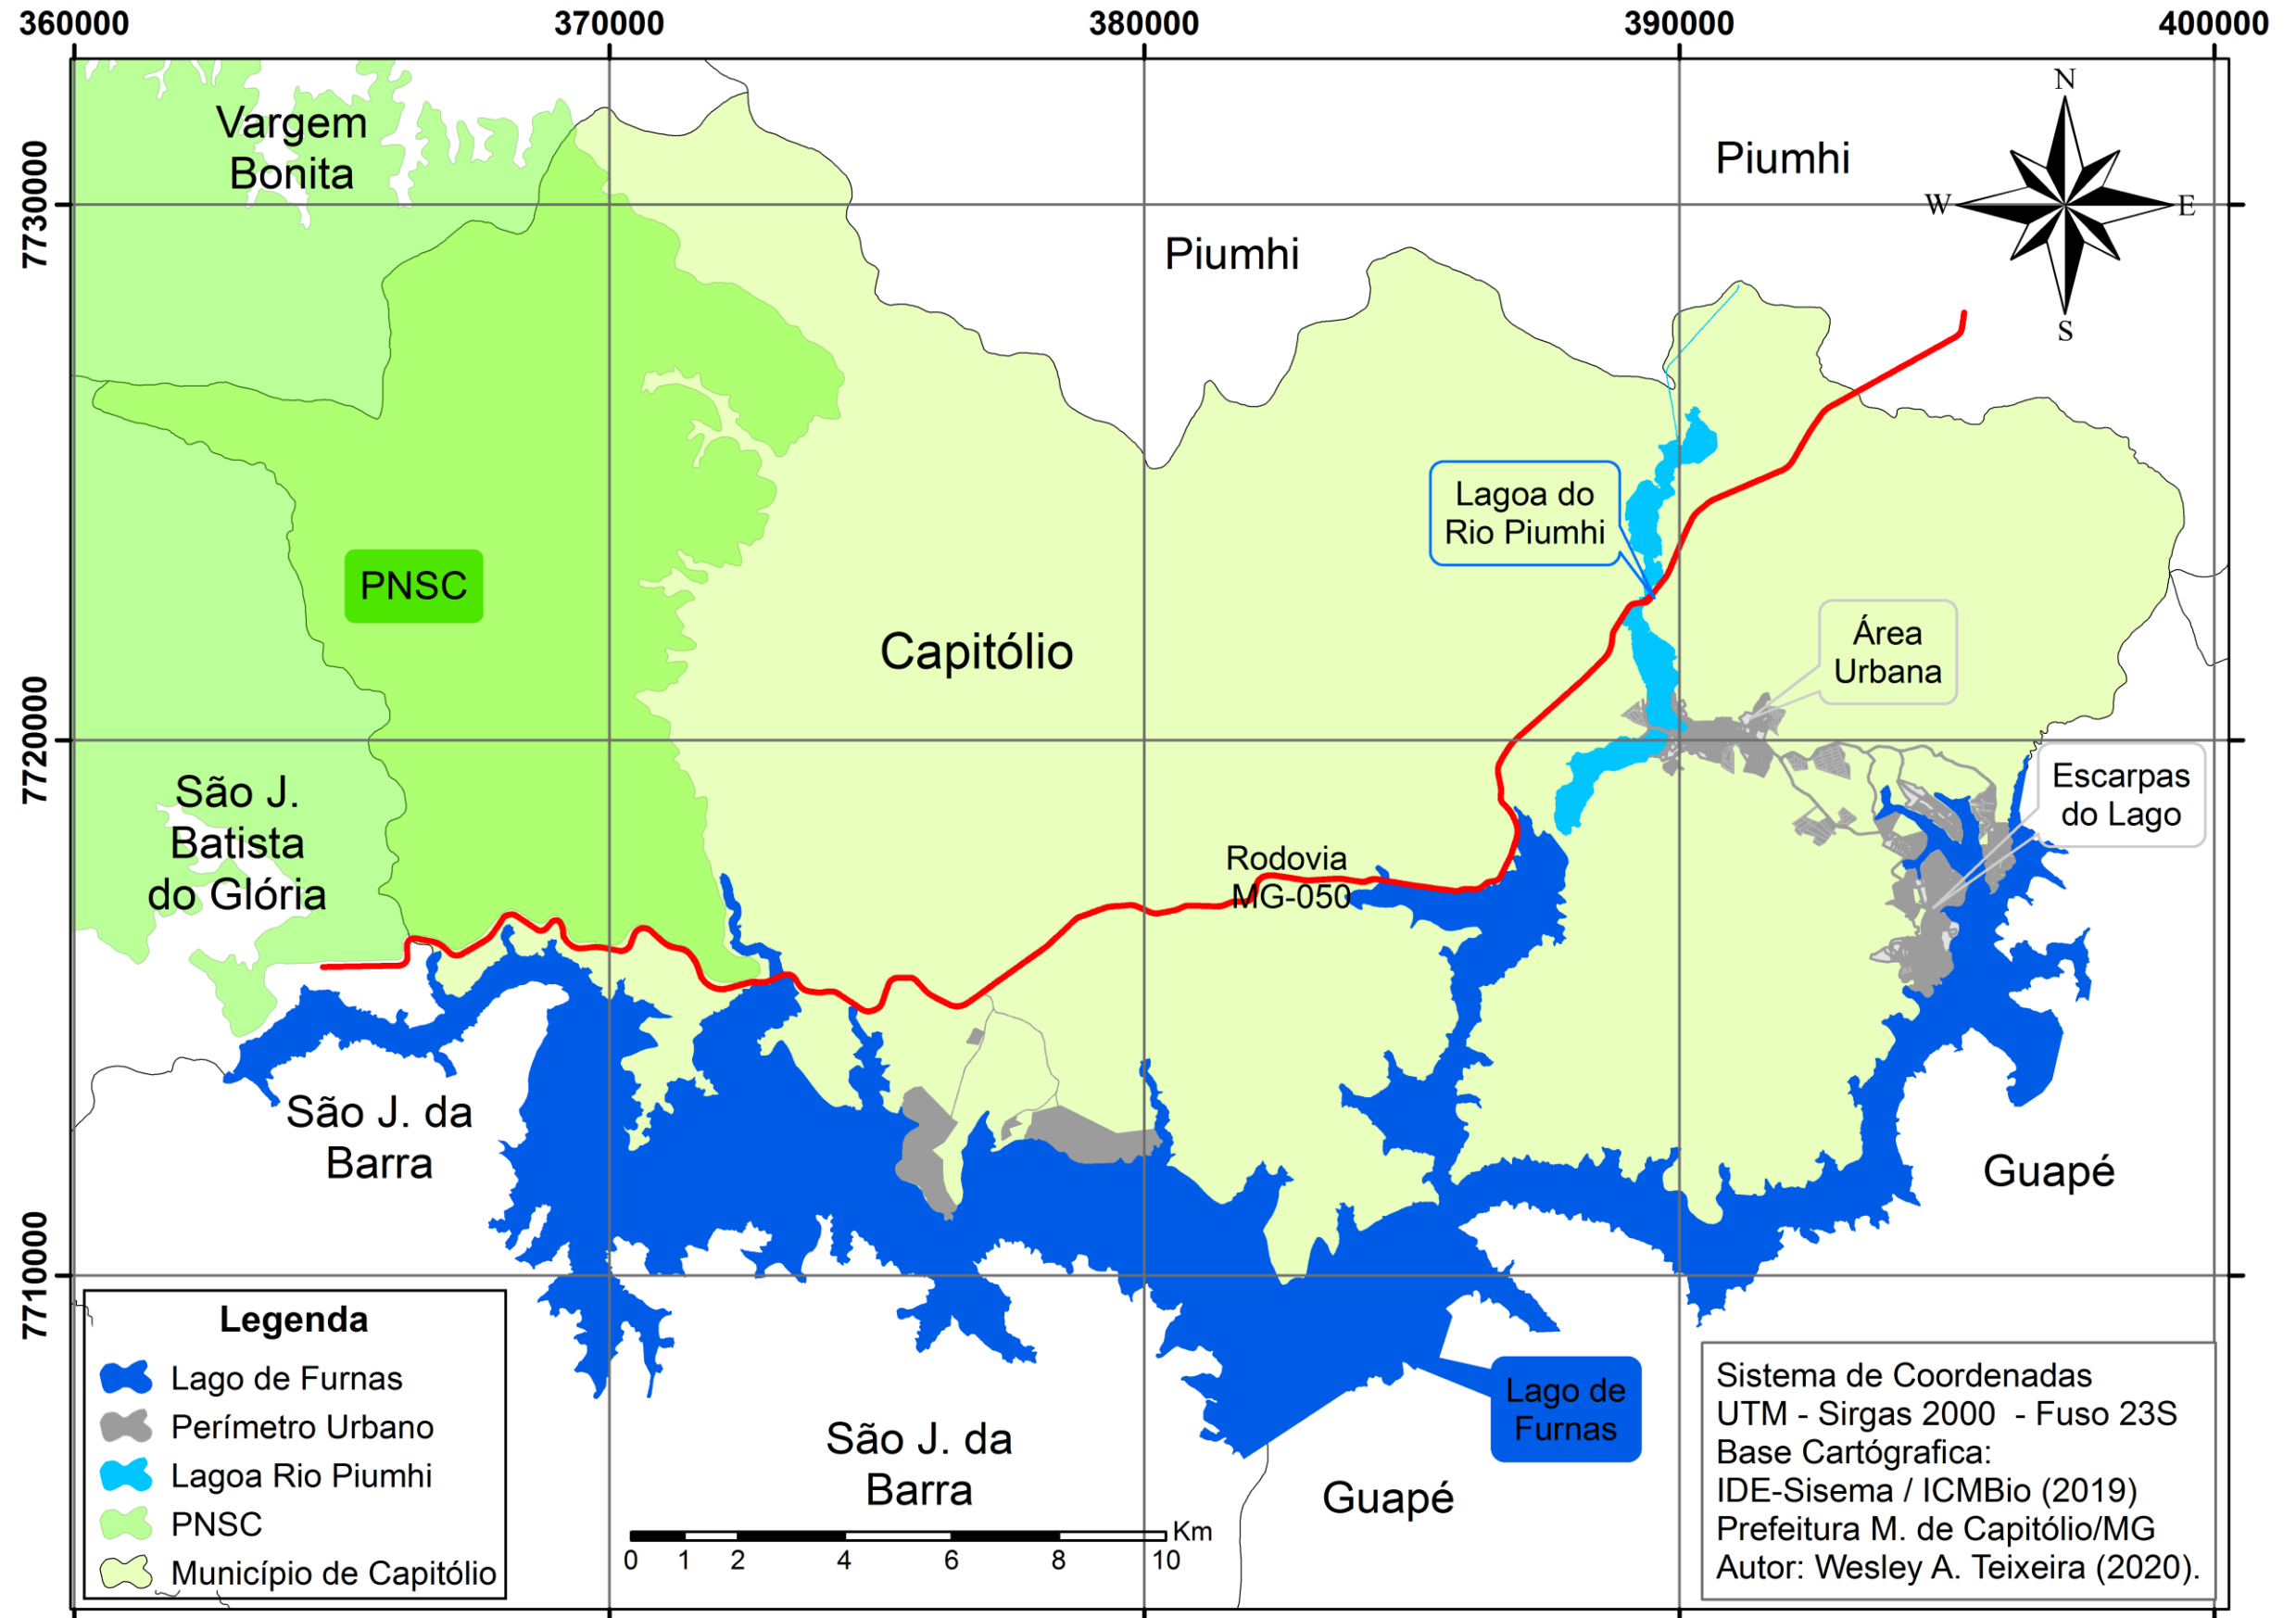 360000
370000
380000
390000
400000
7730000
7720000
7710000
N
W
E
S
Vargem
Bonita
Piumhi
Piumhi
Lagoa do
Rio Piumhi
PNSC
Capitólio
Área
Urbana
Escarpas
do Lago
São J.
Batista
do Glória
Rodovia
MG-050
São J. da
Barra
Guapé
Lago de
Furnas
São J. da
Barra
Guapé
Legenda
Lago de Furnas
Perímetro Urbano
Lagoa Rio Piumhi
PNSC
Município de Capitólio
Km
0 1 2 4 6 8 10
Sistema de Coordenadas
UTM - Sirgas 2000 - Fuso 23S
Base Cartógrafica:
IDE-Sisema / ICMBio (2019)
Prefeitura M. de Capitólio/MG
Autor: Wesley A. Teixeira (2020).